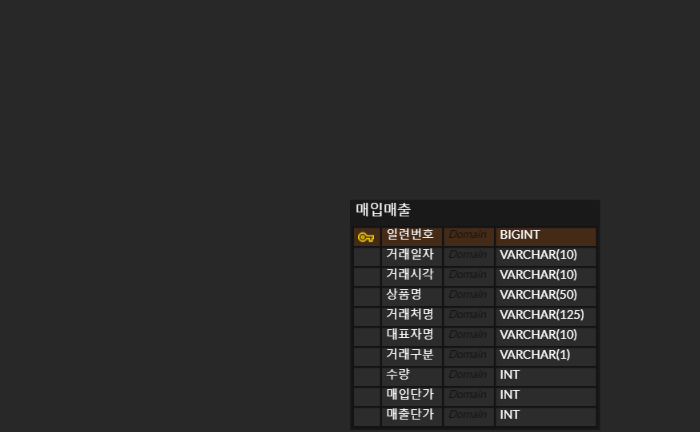 매입매출
일련번호 Domain BIGINT
거래일자 Domain VARCHAR(10)
거래시각 Domain VARCHAR(10)
상품명 Domain VARCHAR(50)
거래처명 Domain VARCHAR(125)
대표자명 Domain VARCHAR(10)
거래구분 Domain VARCHAR(1)
수량 Domain INT
매입단가 Domain INT
매출단가 Domain INT